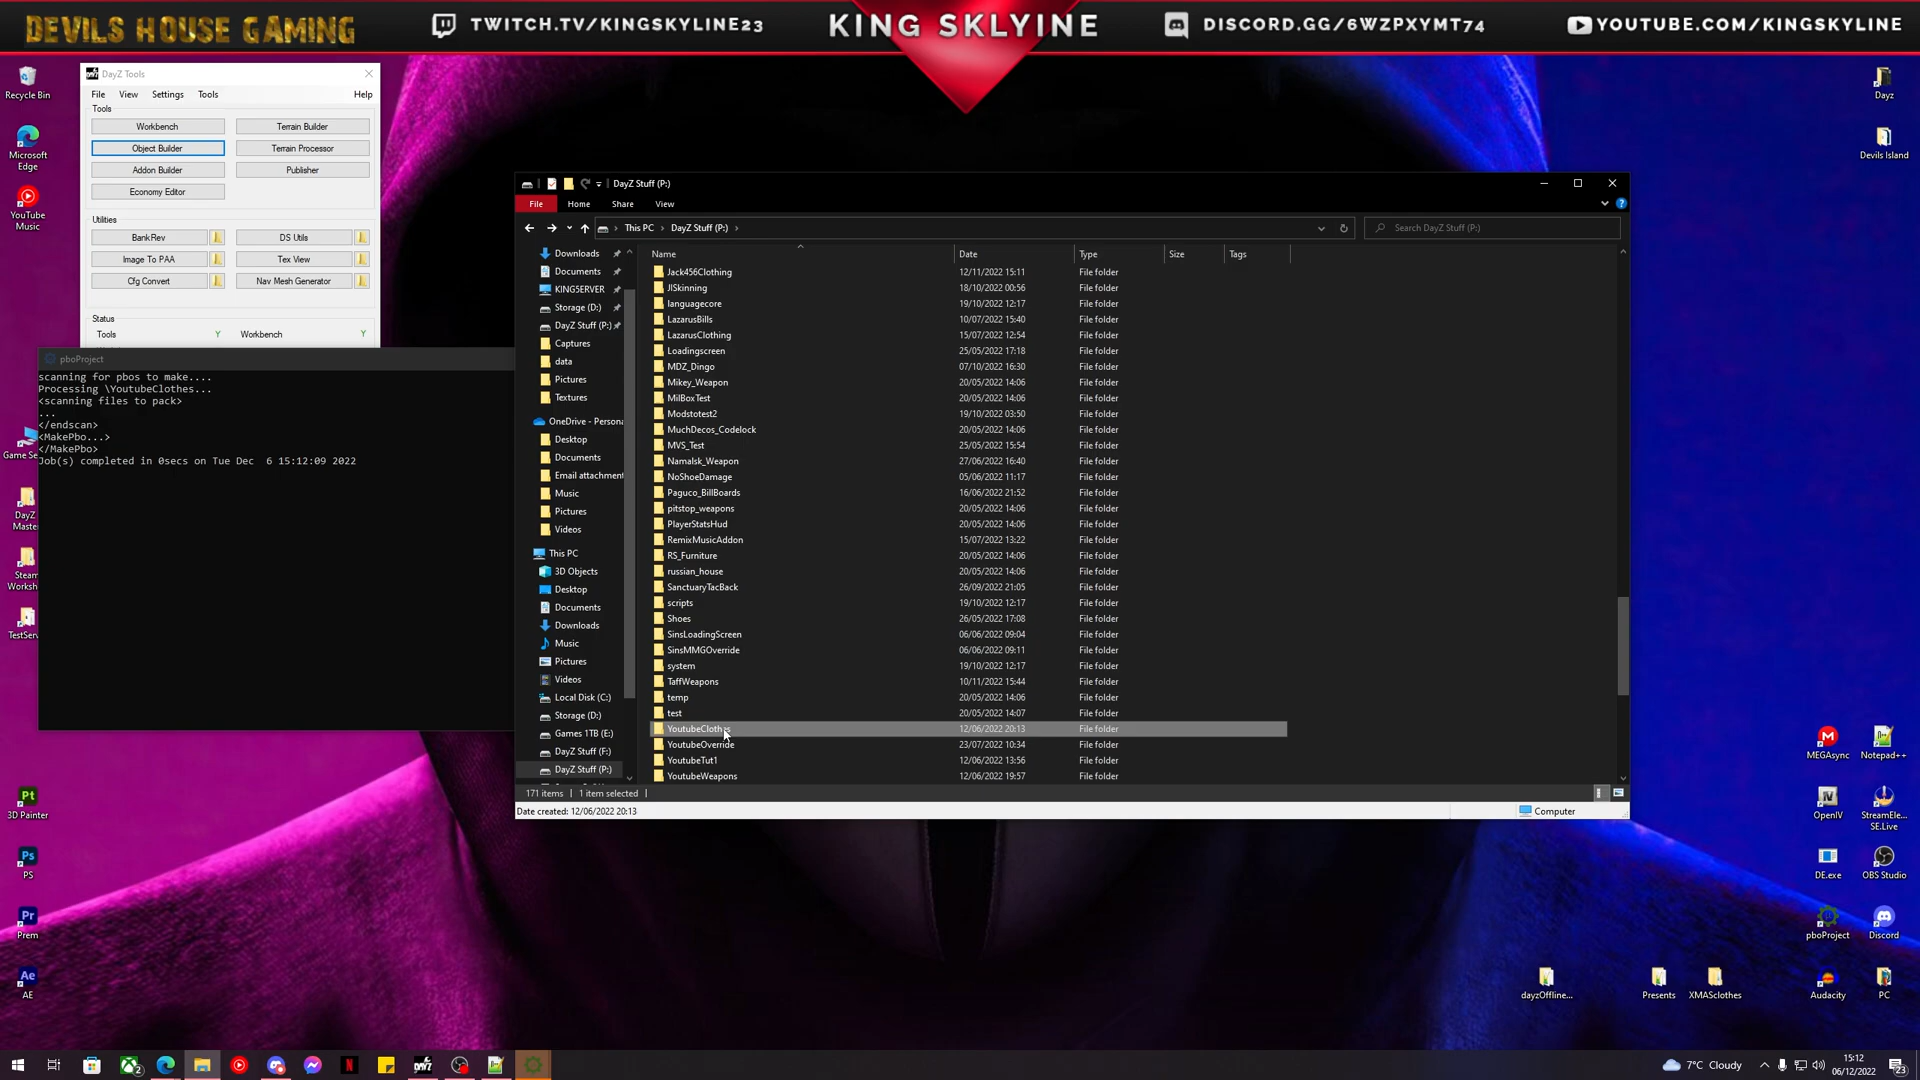 DEVILS HOUSE GAMING
TWITCH.TV/KINGSKYLINE23
KING SKLYINE
DISCORD.GG/6WZPXYMT74
YOUTUBE.COM/KINGSKYLINE
Recycle Bin
Microsoft
Edge
YouTube
Music
Game Se
DayZ
Master
Steam
Worksh
TestServ
3D Painter
PS
Prem
AE
DayZ Tools
File View Settings Tools Help
Tools
Workbench Terrain Builder
Object Builder Terrain Processor
Addon Builder Publisher
Economy Editor
Utilities
BankRev DS Utils
Image To PAA Tex View
Cfg Convert Nav Mesh Generator
Status
Tools Y Workbench Y
pboProject
scanning for pbos to make....
Processing \YoutubeClothes...
<scanning files to pack>
...
</endscan>
<MakePbo...>
</MakePbo>
Job(s) completed in 0secs on Tue Dec 6 15:12:09 2022
DayZ Stuff (P:)
File Home Share View
This PC > DayZ Stuff (P:) >
Search DayZ Stuff (P:)
Downloads
Documents
KINGSERVER
Storage (D:)
DayZ Stuff (P:)
Captures
data
Pictures
Textures
OneDrive - Persona
Desktop
Documents
Email attachment
Music
Pictures
Videos
This PC
3D Objects
Desktop
Documents
Downloads
Music
Pictures
Videos
Local Disk (C:)
Storage (D:)
Games 1TB (E:)
DayZ Stuff (F:)
DayZ Stuff (P:)
Name Date Type Size Tags
Jack456Clothing 12/11/2022 15:11 File folder
JISkinning 18/10/2022 00:56 File folder
languagecore 19/10/2022 12:17 File folder
LazarusBills 10/07/2022 15:40 File folder
LazarusClothing 15/07/2022 12:54 File folder
Loadingscreen 25/05/2022 17:18 File folder
MDZ_Dingo 07/10/2022 16:30 File folder
Mikey_Weapon 20/05/2022 14:06 File folder
MilBoxTest 20/05/2022 14:06 File folder
Modstotest2 19/10/2022 03:50 File folder
MuchDecos_Codelock 20/05/2022 14:06 File folder
MVS_Test 25/05/2022 15:54 File folder
Namalsk_Weapon 27/06/2022 16:40 File folder
NoShoeDamage 05/06/2022 11:17 File folder
Paguco_BillBoards 16/06/2022 21:52 File folder
pitstop_weapons 20/05/2022 14:06 File folder
PlayerStatsHud 20/05/2022 14:06 File folder
RemixMusicAddon 15/07/2022 13:22 File folder
RS_Furniture 20/05/2022 14:06 File folder
russian_house 20/05/2022 14:06 File folder
SanctuaryTacBack 26/09/2022 21:05 File folder
scripts 19/10/2022 12:17 File folder
Shoes 26/05/2022 17:08 File folder
SinsLoadingScreen 06/06/2022 09:04 File folder
SinsMMGOverride 06/06/2022 09:11 File folder
system 19/10/2022 12:17 File folder
TaffWeapons 10/11/2022 15:44 File folder
temp 20/05/2022 14:06 File folder
test 20/05/2022 14:07 File folder
YoutubeClothes 12/06/2022 20:13 File folder
YoutubeOverride 23/07/2022 10:34 File folder
YoutubeTut1 12/06/2022 13:56 File folder
YoutubeWeapons 12/06/2022 19:57 File folder
171 items 1 item selected
Date created: 12/06/2022 20:13
Computer
Dayz
Devils Island
MEGAsync Notepad++
OpenIV StreamEle...
SE.Live
DE.exe OBS Studio
pboProject Discord
dayzOffline... Presents XMASclothes Audacity PC
7°C Cloudy
15:12
06/12/2022
23